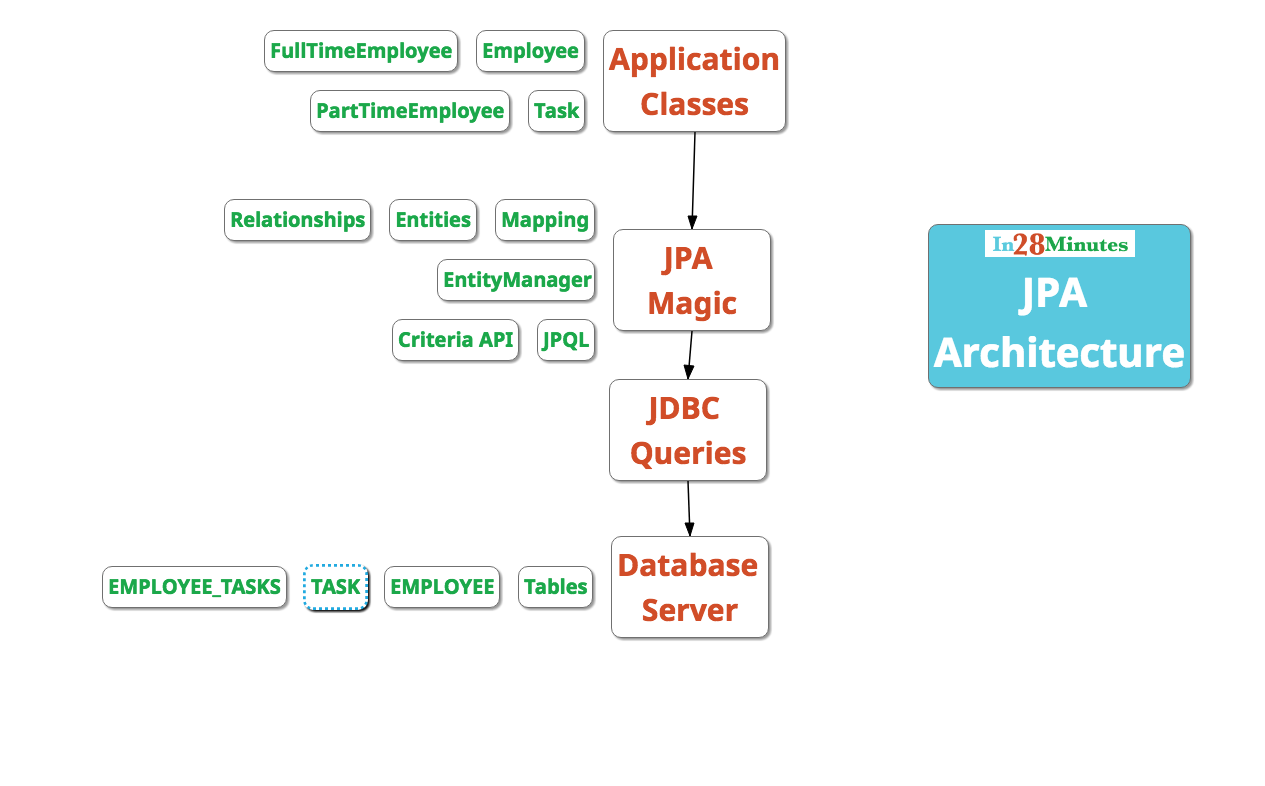 FullTimeEmployee
Employee
Application
Classes
PartTimeEmployee
Task
Relationships
Entities
Mapping
JPA
Magic
EntityManager
Criteria API
JPQL
JDBC
Queries
EMPLOYEE_TASKS
TASK
EMPLOYEE
Tables
Database
Server
In28Minutes
JPA
Architecture